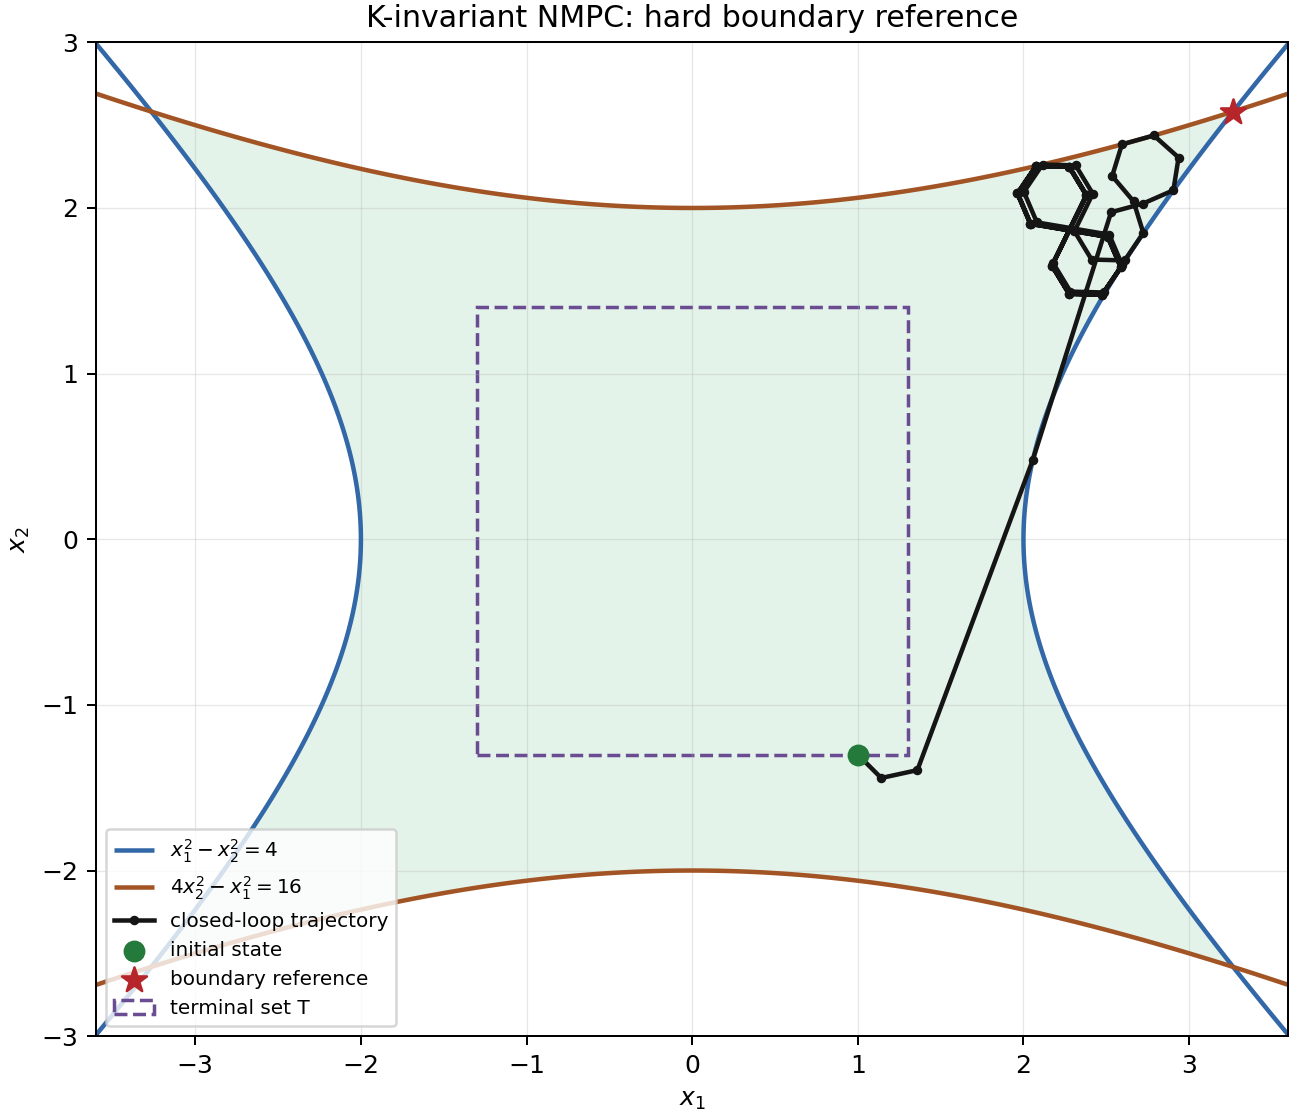 K-invariant NMPC: hard boundary reference
3
2
1
0
−1
−2
−3
x₂
x₁² − x₂² = 4
4x₂² − x₁² = 16
closed-loop trajectory
initial state
boundary reference
terminal set T
−3 −2 −1 0 1 2 3
x₁